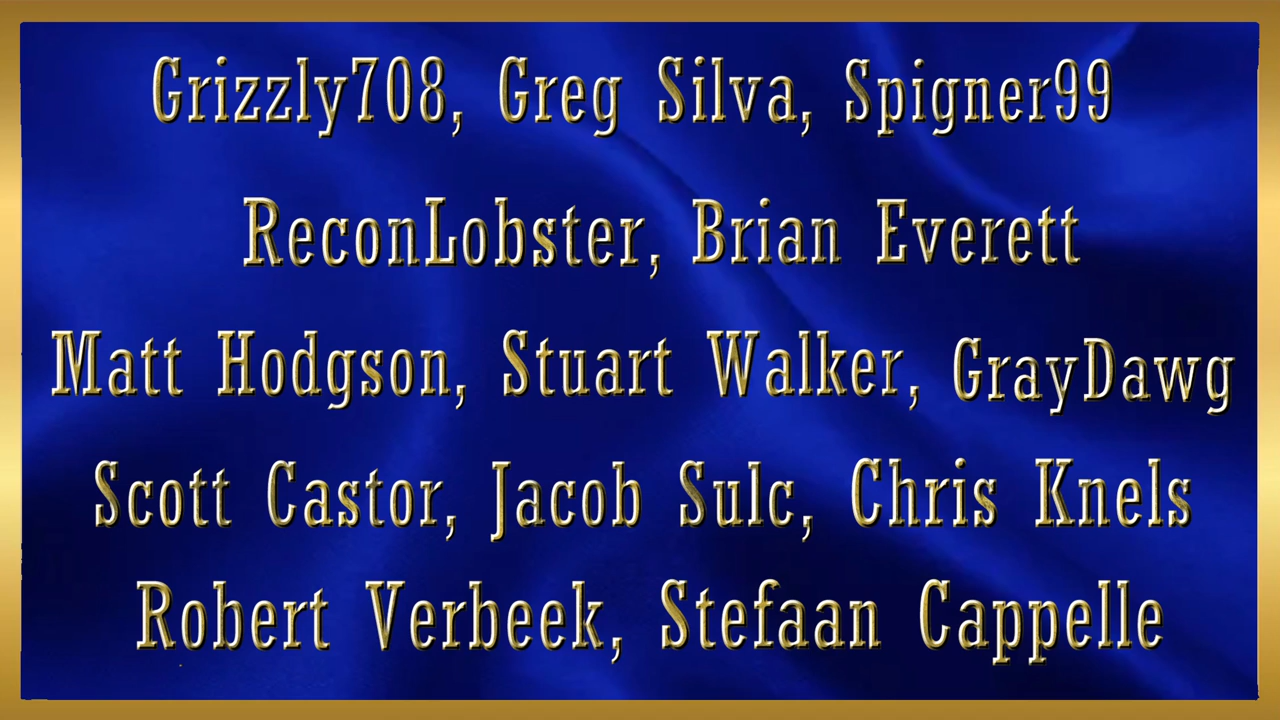 Grizzly708, Greg Silva, Spigner99
ReconLobster, Brian Everett
Matt Hodgson, Stuart Walker, GrayDawg
Scott Castor, Jacob Sulc, Chris Knels
Robert Verbeek, Stefaan Cappelle